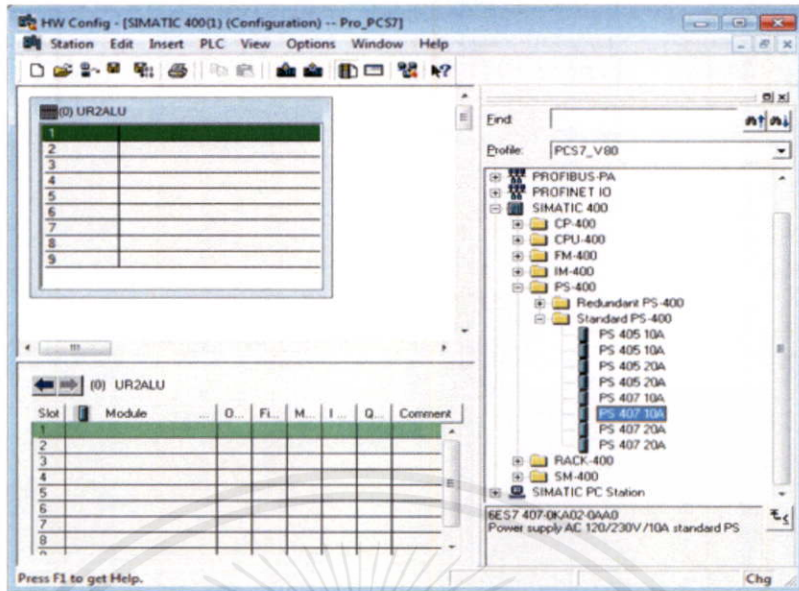 HW Config - [SIMATIC 400(1) (Configuration) -- Pro_PCS7]
Station Edit Insert PLC View Options Window Help
(0) UR2ALU
1
2
3
4
5
6
7
8
9
Find:
Profile: PCS7_V80
PROFIBUS-PA
PROFINET IO
SIMATIC 400
CP-400
CPU-400
FM-400
IM-400
PS-400
Redundant PS-400
Standard PS-400
PS 405 10A
PS 405 10A
PS 405 20A
PS 405 20A
PS 407 10A
PS 407 10A
PS 407 20A
PS 407 20A
RACK-400
SM-400
SIMATIC PC Station
6ES7 407-0KA02-0AA0
Power supply AC 120/230V /10A standard PS
(0) UR2ALU
Slot Module ... O... Fi... M... I ... Q... Comment
1
2
3
4
5
6
7
8
Press F1 to get Help.
Chg